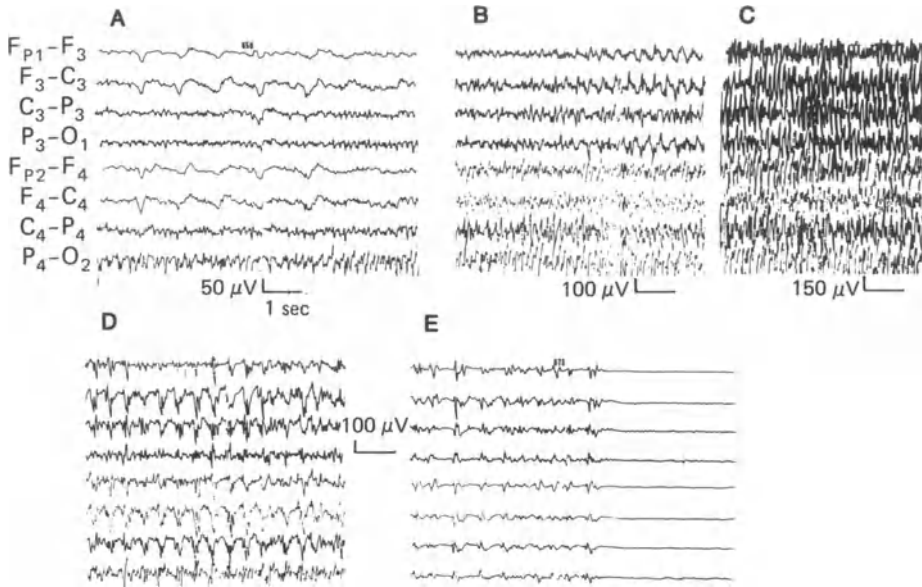 A
B
C
FP1-F3
F3-C3
C3-P3
P3-O1
FP2-F4
F4-C4
C4-P4
P4-O2
50 μV
1 sec
100 μV
150 μV
D
E
100 μV